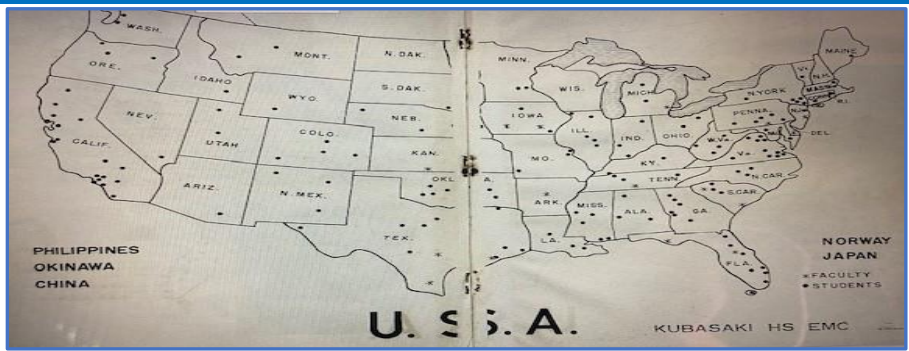 WASH.
MONT.
N. DAK.
MINN.
MAINE
ORE.
IDAHO
S. DAK.
WIS.
MICH.
N.YORK
VT.
N.H.
MASS.
R.I.
WYO.
NEB.
IOWA
PENNA.
N.J.
NEV.
UTAH
COLO.
ILL.
IND.
OHIO
W.V.
DEL.
CALIF.
KAN.
MO.
KY.
VA.
ARIZ.
N. MEX.
OKL
A.
ARK.
TENN.
N.CAR.
S.CAR.
TEX.
LA.
MISS.
ALA.
GA.
FLA.
PHILIPPINES
OKINAWA
CHINA
NORWAY
JAPAN
*FACULTY
•STUDENTS
U. S S. A.
KUBASAKI HS EMC